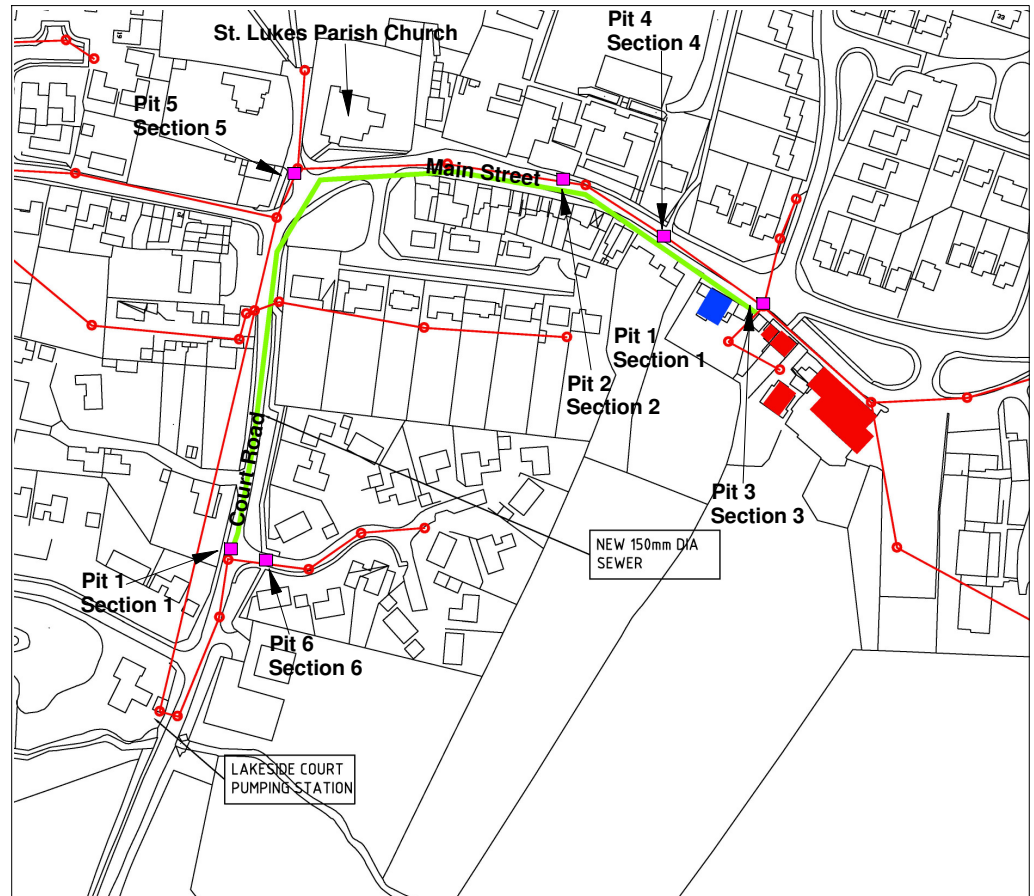 St. Lukes Parish Church
Pit 4
Section 4
33
Pit 5
Section 5
Main Street
Pit 1
Section 1
Pit 2
Section 2
Pit 3
Section 3
Court Road
NEW 150mm DIA
SEWER
Pit 1
Section 1
Pit 6
Section 6
LAKESIDE COURT
PUMPING STATION